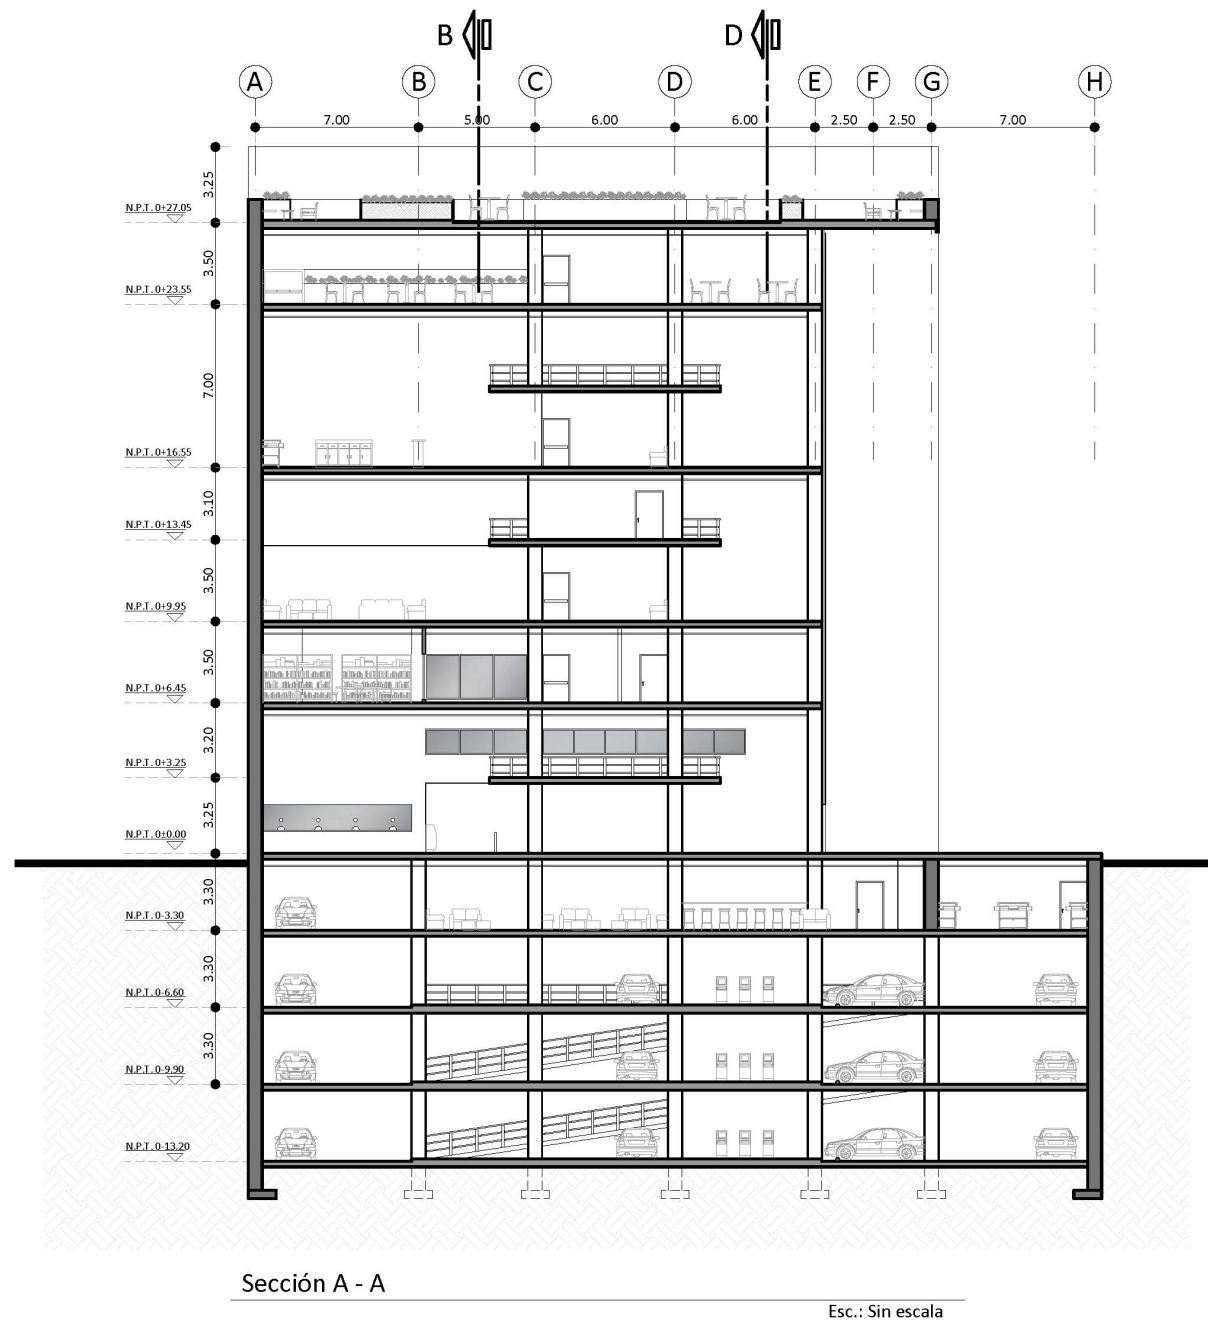 B D
A B C D E F G H
7.00 5.00 6.00 6.00 2.50 2.50 7.00
3.25
N.P.T. 0+27.05
3.50
N.P.T. 0+23.55
7.00
N.P.T. 0+16.55
3.10
N.P.T. 0+13.45
3.50
N.P.T. 0+9.95
3.50
N.P.T. 0+6.45
3.20
N.P.T. 0+3.25
3.25
N.P.T. 0±0.00
3.30
N.P.T. 0-3.30
3.30
N.P.T. 0-6.60
3.30
N.P.T. 0-9.90
N.P.T. 0-13.20
Sección A - A
Esc.: Sin escala